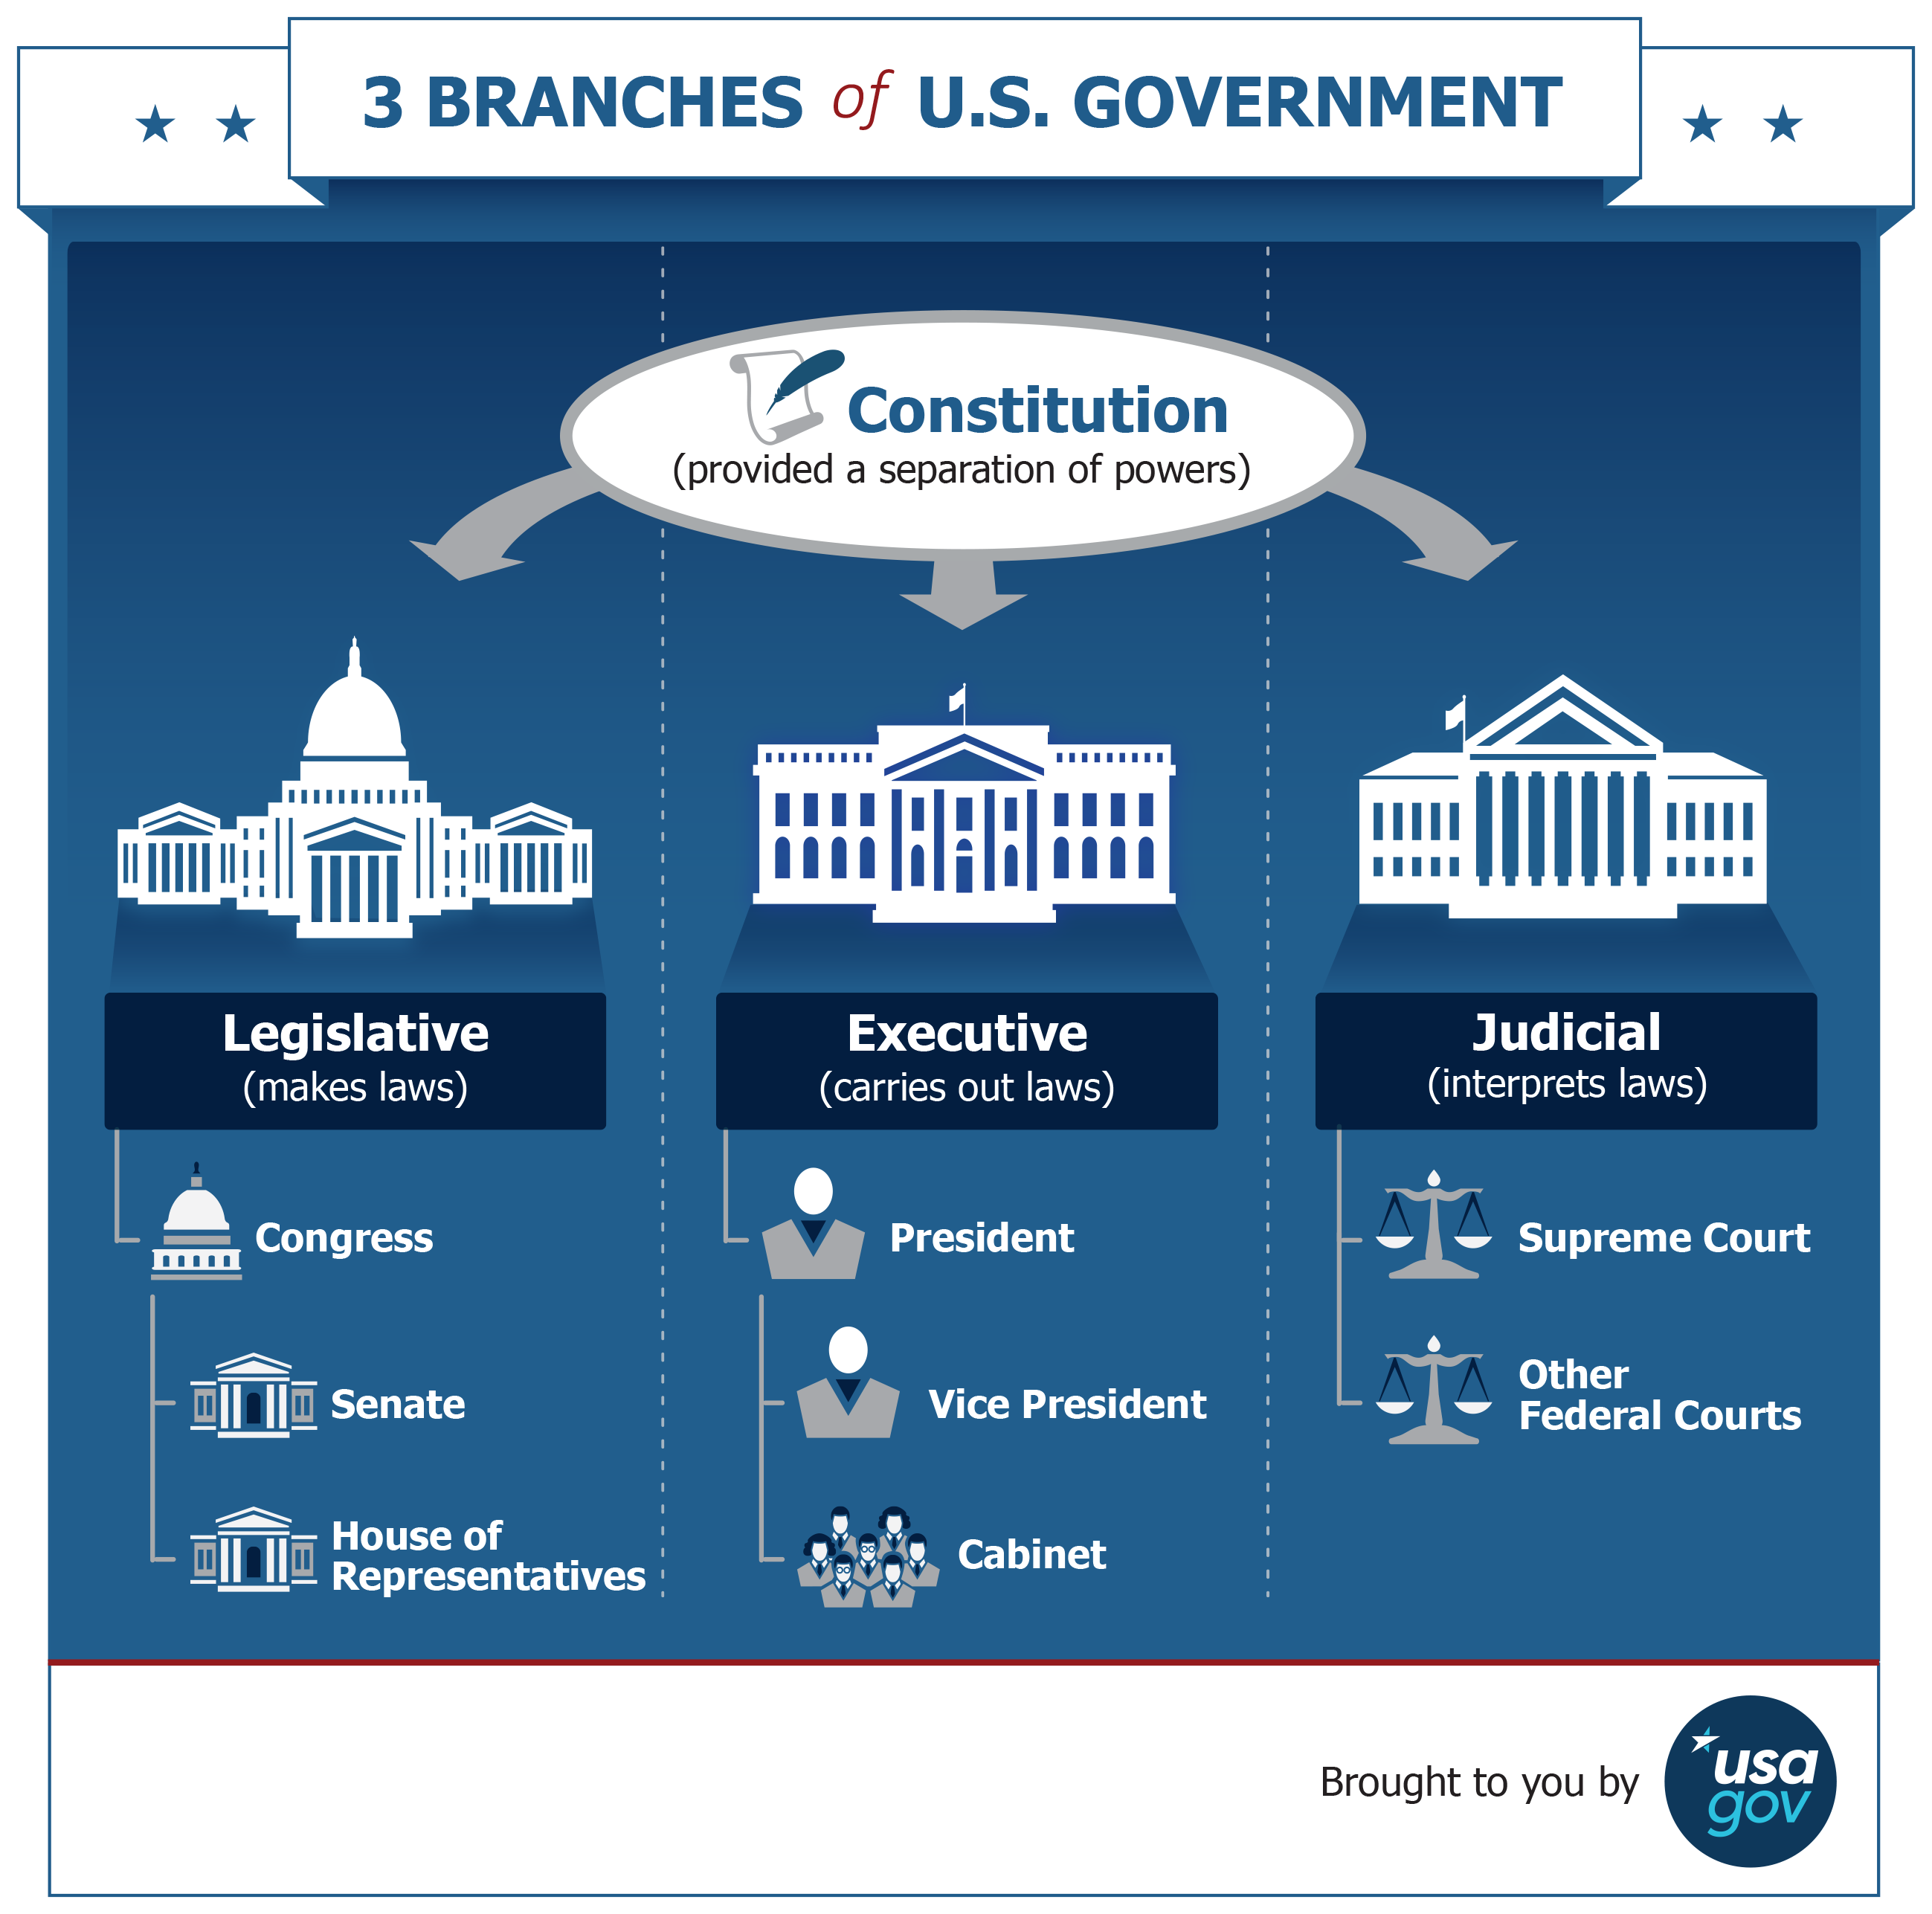 3 BRANCHES of U.S. GOVERNMENT
Constitution
(provided a separation of powers)
Legislative
(makes laws)
Congress
Senate
House of
Representatives
Executive
(carries out laws)
President
Vice President
Cabinet
Judicial
(interprets laws)
Supreme Court
Other
Federal Courts
Brought to you by
usa
gov